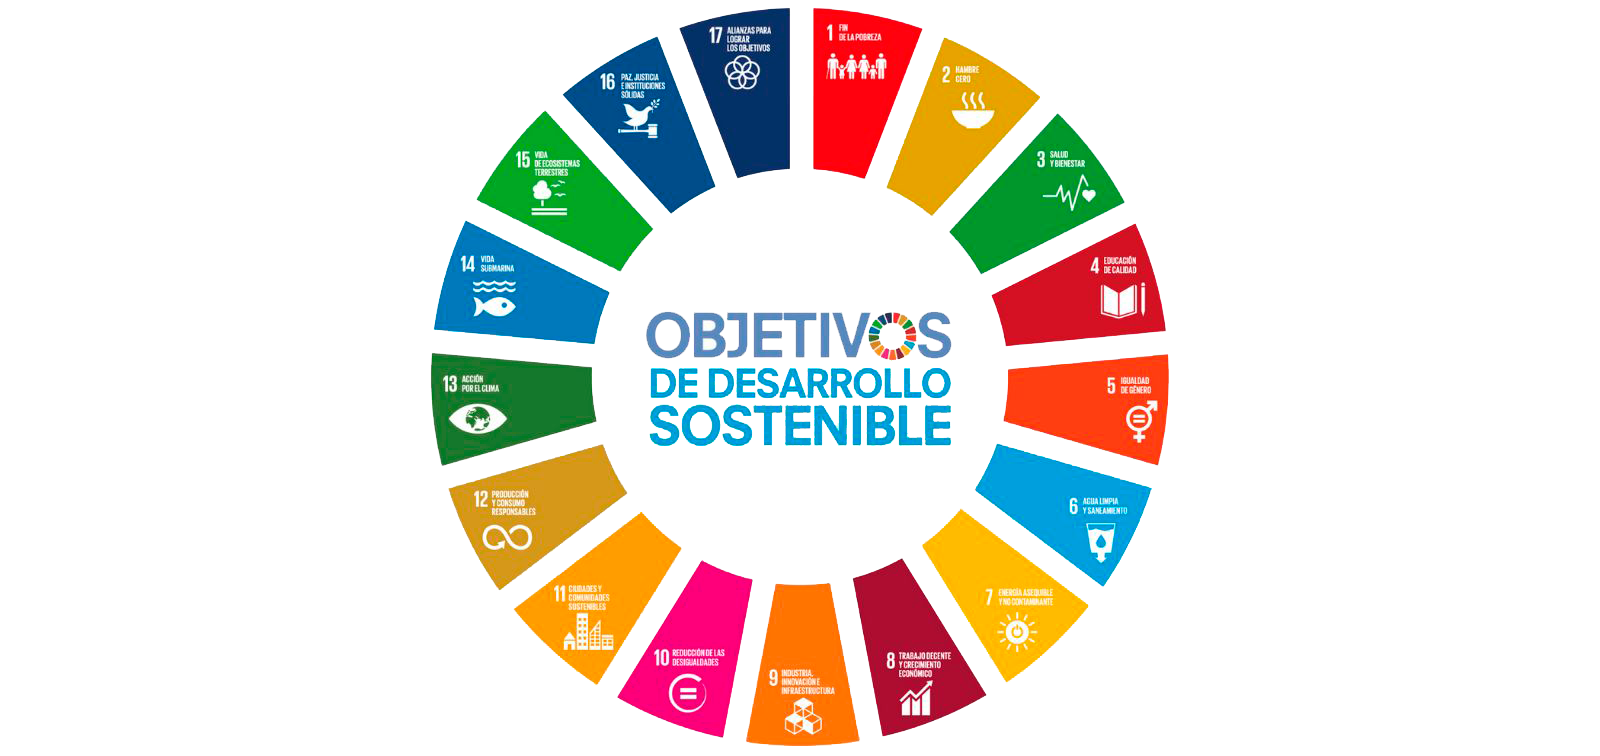 1 FIN
DE LA POBREZA
2 HAMBRE
CERO
3 SALUD
Y BIENESTAR
4 EDUCACIÓN
DE CALIDAD
5 IGUALDAD
DE GÉNERO
6 AGUA LIMPIA
Y SANEAMIENTO
7 ENERGÍA ASEQUIBLE
Y NO CONTAMINANTE
8 TRABAJO DECENTE
Y CRECIMIENTO
ECONÓMICO
9 INDUSTRIA,
INNOVACIÓN E
INFRAESTRUCTURA
10 REDUCCIÓN DE LAS
DESIGUALDADES
11 CIUDADES Y
COMUNIDADES
SOSTENIBLES
12 PRODUCCIÓN
Y CONSUMO
RESPONSABLES
13 ACCIÓN
POR EL CLIMA
14 VIDA
SUBMARINA
15 VIDA
DE ECOSISTEMAS
TERRESTRES
16 PAZ, JUSTICIA
E INSTITUCIONES
SÓLIDAS
17 ALIANZAS PARA
LOGRAR
LOS OBJETIVOS
OBJETIVOS
DE DESARROLLO
SOSTENIBLE